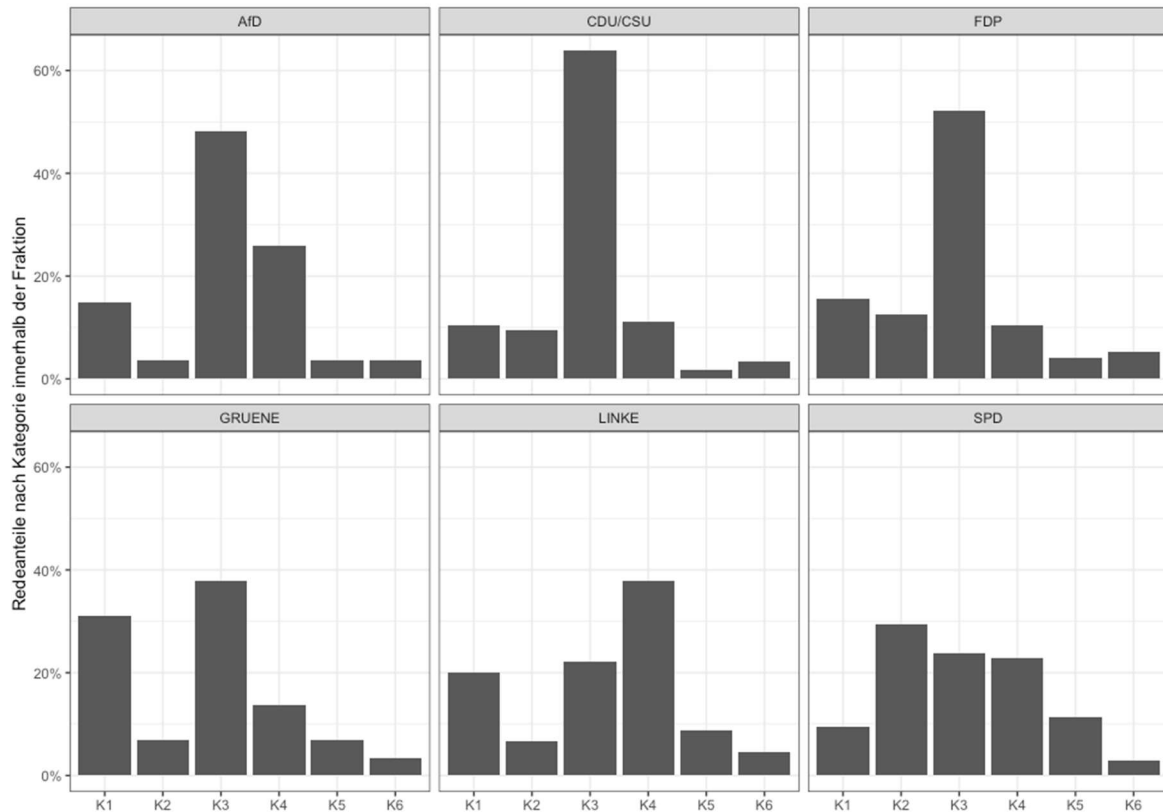 AfD
CDU/CSU
FDP
60%
40%
20%
0%
Redeanteile nach Kategorie innerhalb der Fraktion
GRUENE
LINKE
SPD
60%
40%
20%
0%
K1 K2 K3 K4 K5 K6
K1 K2 K3 K4 K5 K6
K1 K2 K3 K4 K5 K6